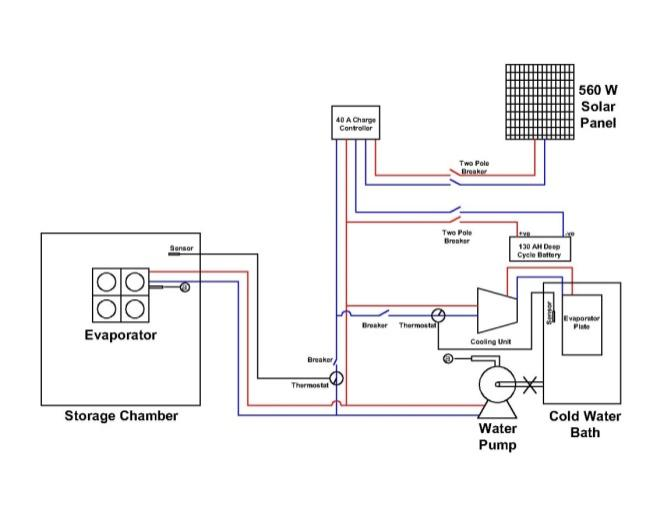 560 W
Solar
Panel
40 A Charge
Controller
Two Pole
Breaker
Two Pole
Breaker
+ve
-ve
130 AH Deep
Cycle Battery
Sensor
Evaporator
Storage Chamber
Breaker
Thermostat
Cooling Unit
Sensor
Evaporator
Plate
Breaker
Thermostat
Water
Pump
Cold Water
Bath